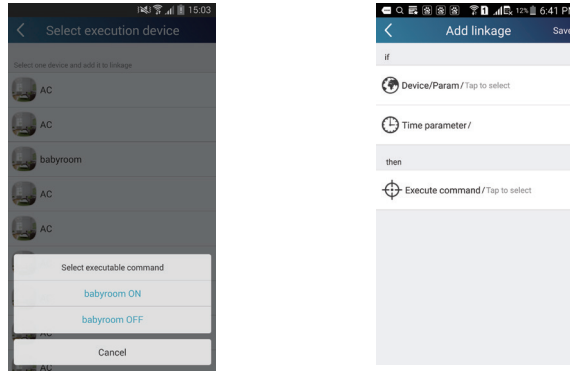 15:03
Select execution device
Select one device and add it to linkage
AC
AC
babyroom
AC
AC
Select executable command
babyroom ON
babyroom OFF
AC
Cancel
AC
12% 6:41 PM
Add linkage Save
if
Device/Param/Tap to select
Time parameter/
then
Execute command/Tap to select